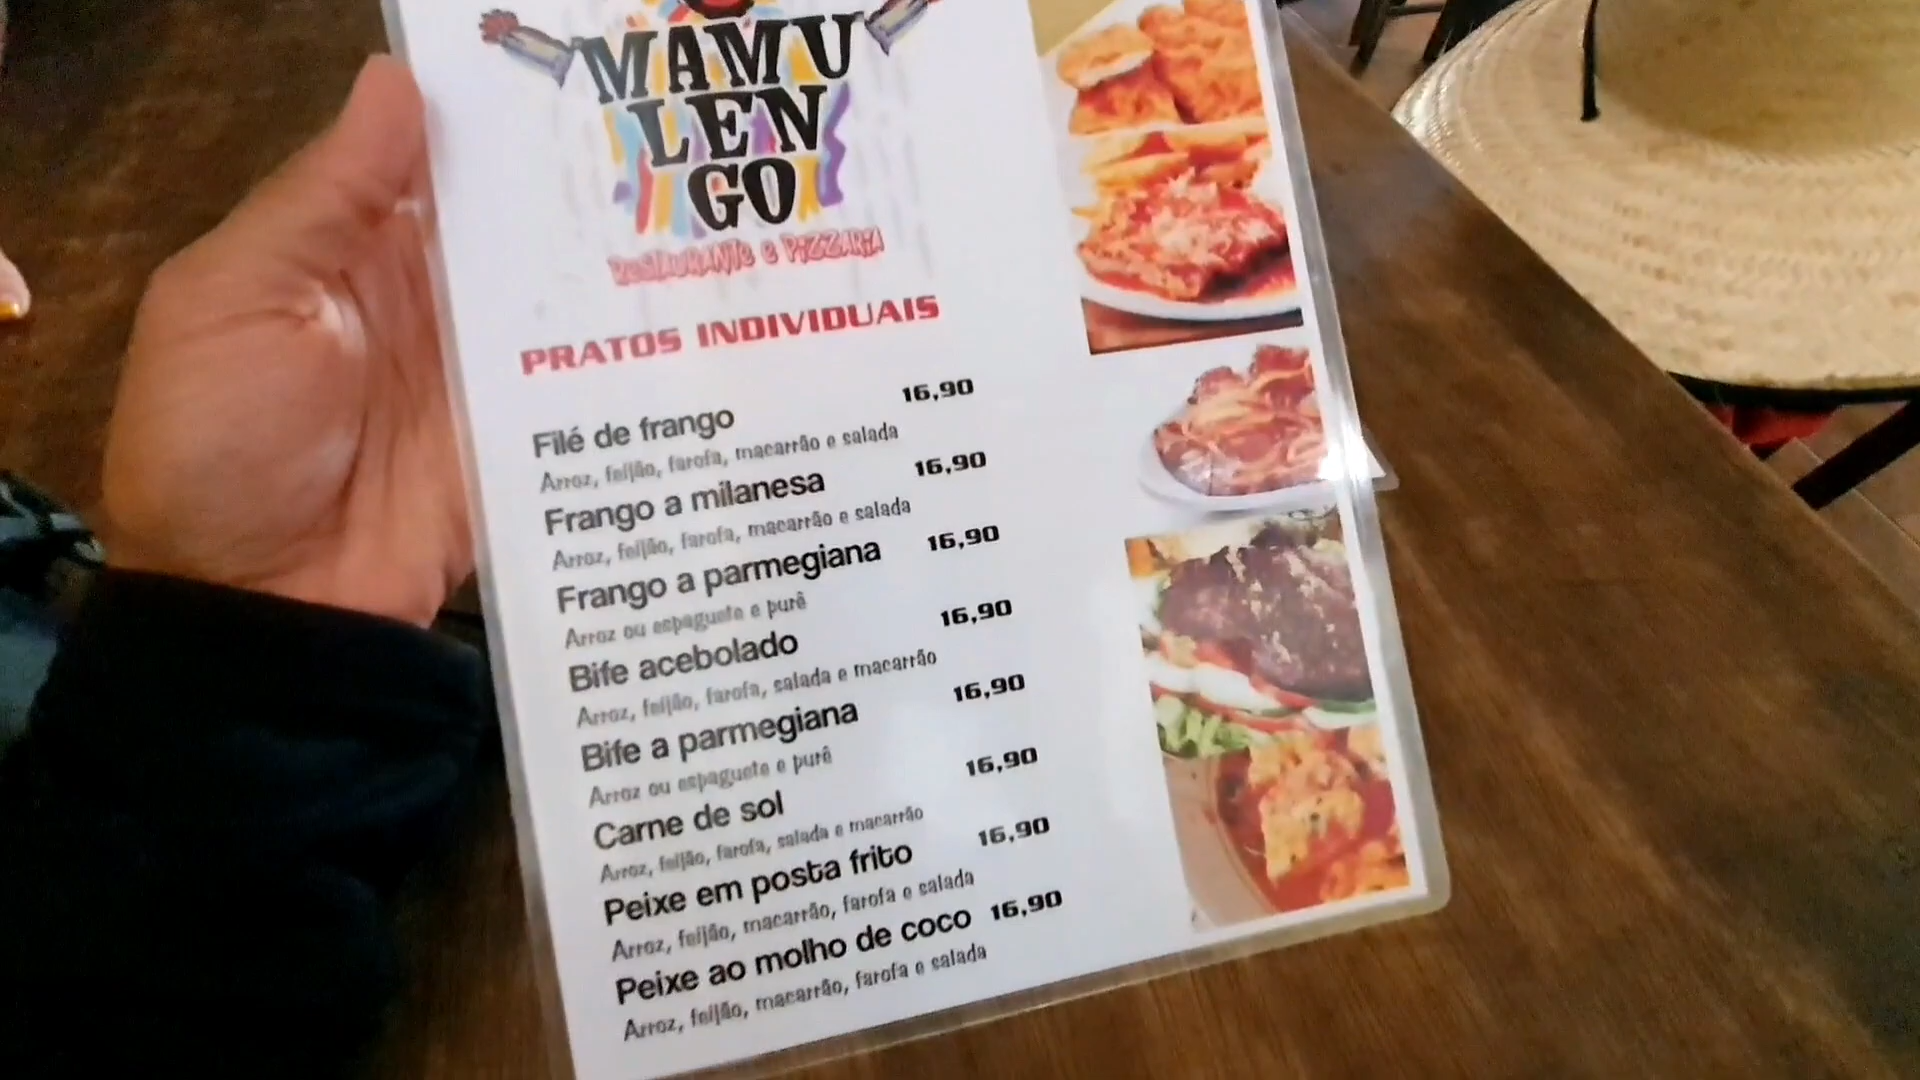 MAMU
LEN
GO
RESTAURANTE e PIZZARIA
PRATOS INDIVIDUAIS
Filé de frango 16,90
Arroz, feijão, farofa, macarrão e salada
Frango a milanesa 16,90
Arroz, feijão, farofa, macarrão e salada
Frango a parmegiana 16,90
Arroz ou espaguete e purê
Bife acebolado 16,90
Arroz, feijão, farofa, salada e macarrão
Bife a parmegiana 16,90
Arroz ou espaguete e purê
Carne de sol 16,90
Arroz, feijão, farofa, salada e macarrão
Peixe em posta frito 16,90
Arroz, feijão, macarrão, farofa e salada
Peixe ao molho de coco 16,90
Arroz, feijão, macarrão, farofa e salada